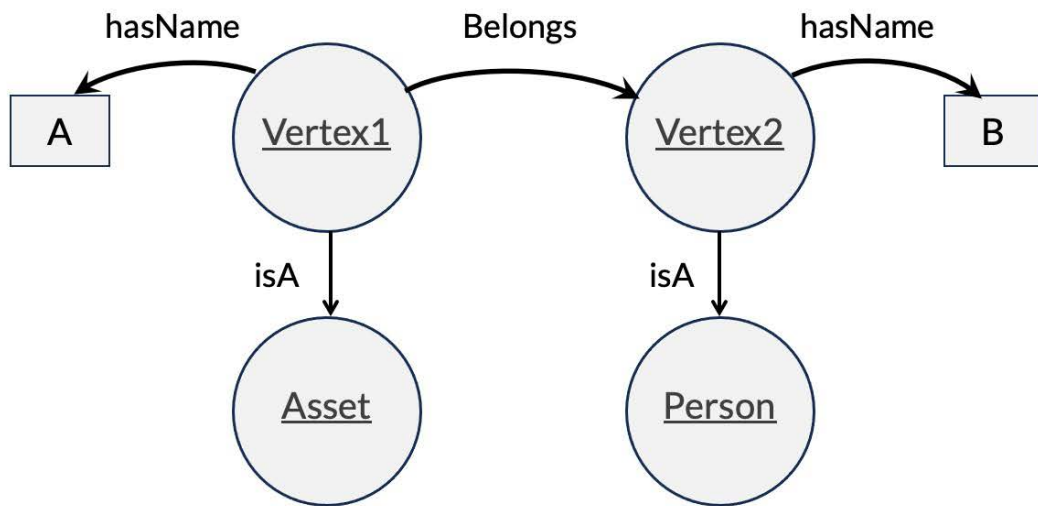 hasName
Belongs
hasName
A
Vertex1
Vertex2
B
isA
isA
Asset
Person